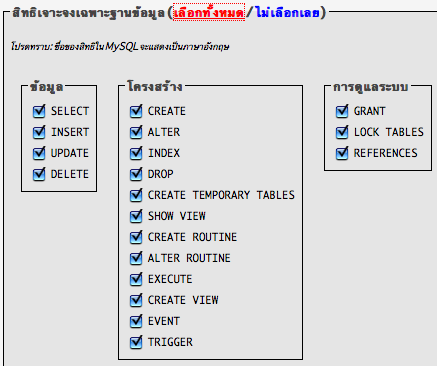 สิทธิเจาะจงเฉพาะฐานข้อมูล (เลือกทั้งหมด/ไม่เลือกเลย)
โปรดทราบ: ชื่อของสิทธิใน MySQL จะแสดงเป็นภาษาอังกฤษ
ข้อมูล
SELECT
INSERT
UPDATE
DELETE
โครงสร้าง
CREATE
ALTER
INDEX
DROP
CREATE TEMPORARY TABLES
SHOW VIEW
CREATE ROUTINE
ALTER ROUTINE
EXECUTE
CREATE VIEW
EVENT
TRIGGER
การดูแลระบบ
GRANT
LOCK TABLES
REFERENCES